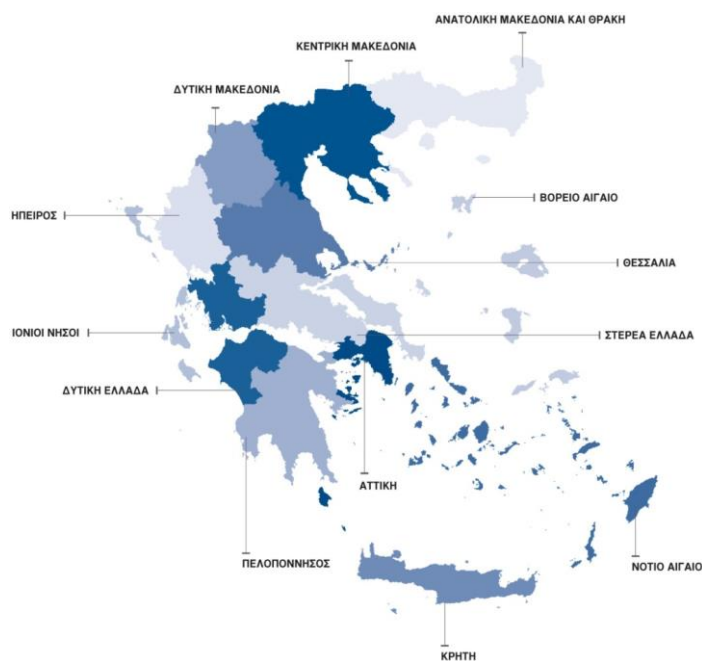 ΑΝΑΤΟΛΙΚΗ ΜΑΚΕΔΟΝΙΑ ΚΑΙ ΘΡΑΚΗ
ΚΕΝΤΡΙΚΗ ΜΑΚΕΔΟΝΙΑ
ΔΥΤΙΚΗ ΜΑΚΕΔΟΝΙΑ
ΒΟΡΕΙΟ ΑΙΓΑΙΟ
ΗΠΕΙΡΟΣ
ΘΕΣΣΑΛΙΑ
ΙΟΝΙΟΙ ΝΗΣΟΙ
ΣΤΕΡΕΑ ΕΛΛΑΔΑ
ΔΥΤΙΚΗ ΕΛΛΑΔΑ
ΑΤΤΙΚΗ
ΠΕΛΟΠΟΝΝΗΣΟΣ
ΝΟΤΙΟ ΑΙΓΑΙΟ
ΚΡΗΤΗ